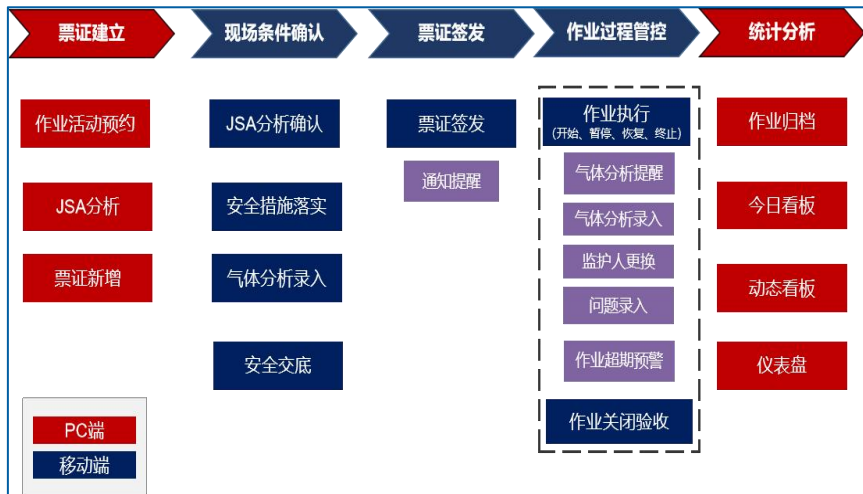 票证建立
现场条件确认
票证签发
作业过程管控
统计分析
作业活动预约
JSA分析
票证新增
JSA分析确认
安全措施落实
气体分析录入
安全交底
票证签发
通知提醒
作业执行
(开始、暂停、恢复、终止)
气体分析提醒
气体分析录入
监护人更换
问题录入
作业超期预警
作业关闭验收
作业归档
今日看板
动态看板
仪表盘
PC端
移动端